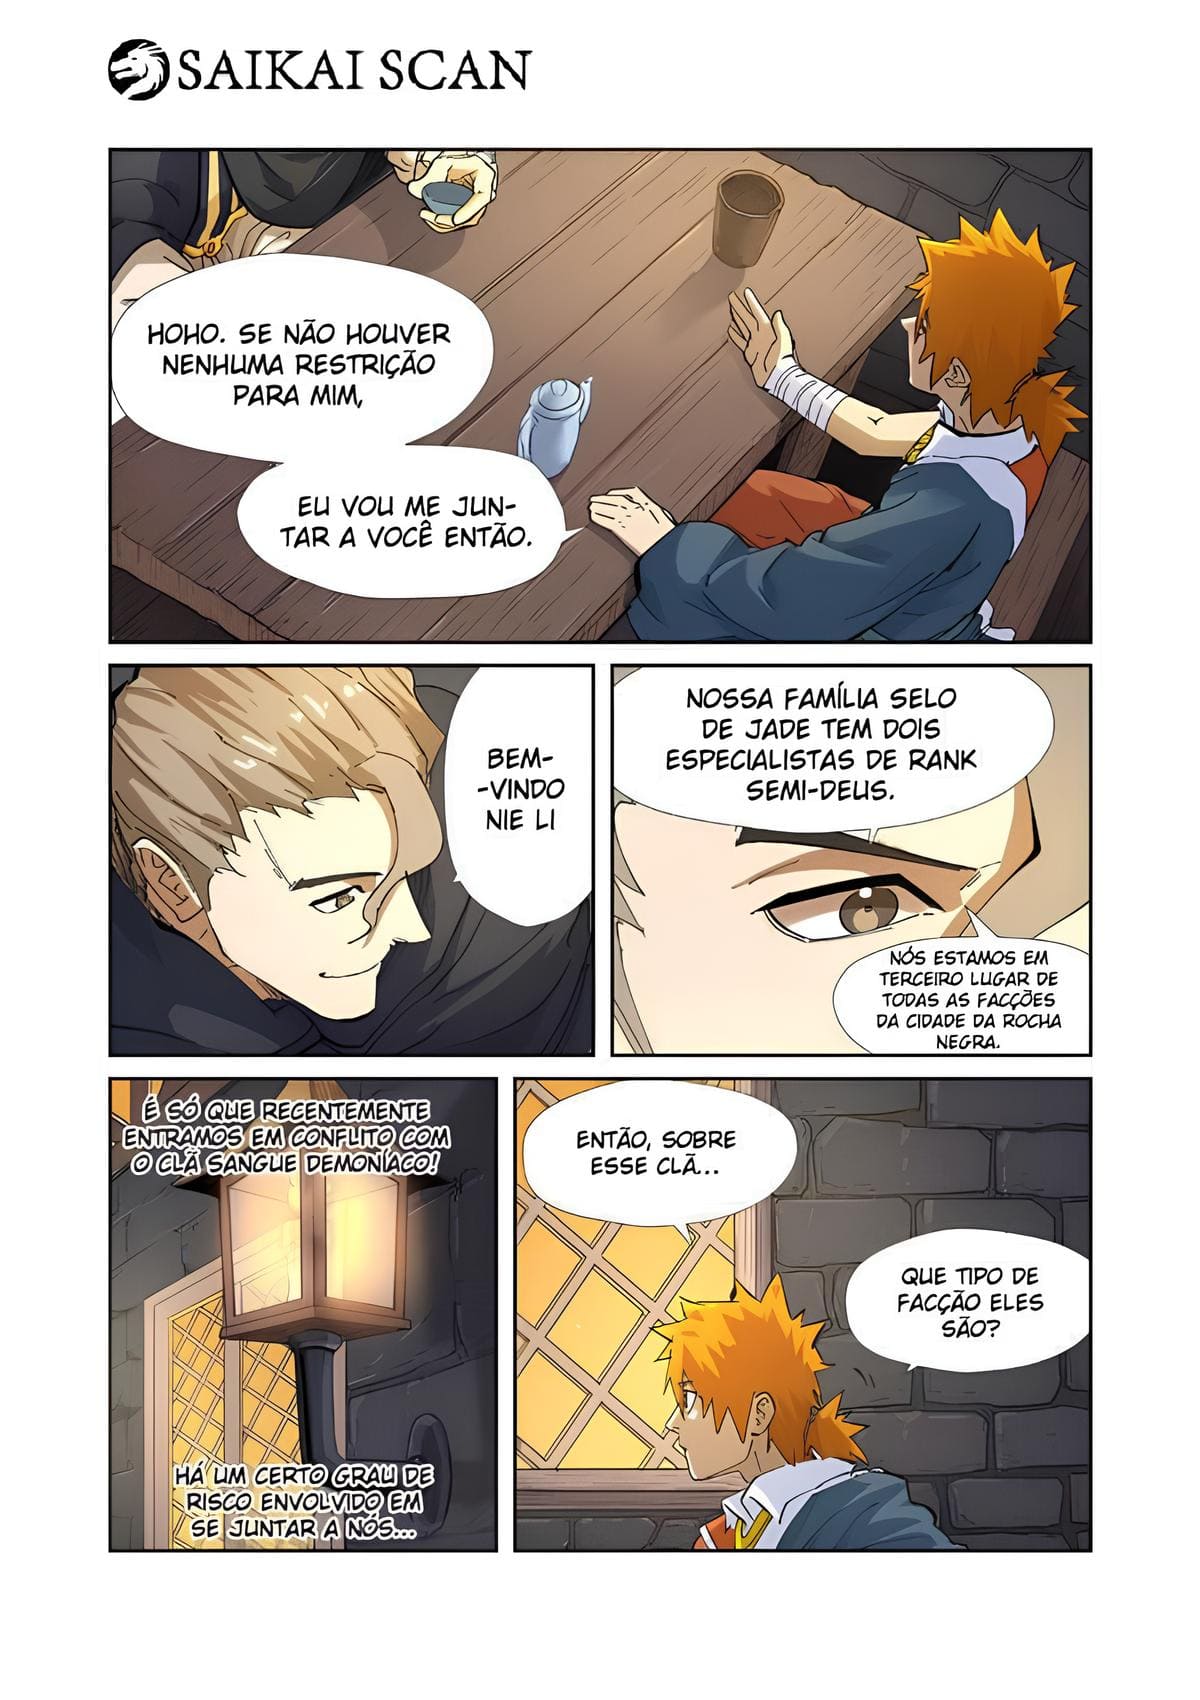 SAIKAI SCAN
HOHO. SE NÃO HOUVER
NENHUMA RESTRIÇÃO
PARA MIM,
EU VOU ME JUN-
TAR A VOCÊ ENTÃO.
BEM-
-VINDO
NIE LI
NOSSA FAMÍLIA SELO
DE JADE TEM DOIS
ESPECIALISTAS DE RANK
SEMI-DEUS.
NÓS ESTAMOS EM
TERCEIRO LUGAR DE
TODAS AS FACÇÕES
DA CIDADE DA ROCHA
NEGRA.
É SÓ QUE RECENTEMENTE
ENTRAMOS EM CONFLITO COM
O CLÃ SANGUE DEMONÍACO!
HÁ UM CERTO GRAU DE
RISCO ENVOLVIDO EM
SE JUNTAR A NÓS...
ENTÃO, SOBRE
ESSE CLÃ...
QUE TIPO DE
FACÇÃO ELES
SÃO?